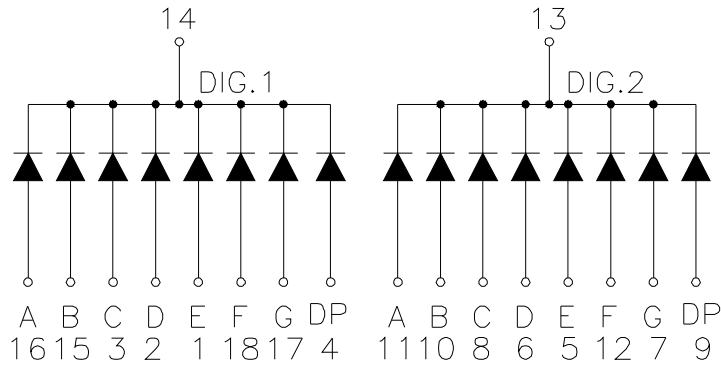 14 13
DIG.1 DIG.2
A B C D E F G DP A B C D E F G DP
16 15 3 2 1 18 17 4 11 10 8 6 5 12 7 9